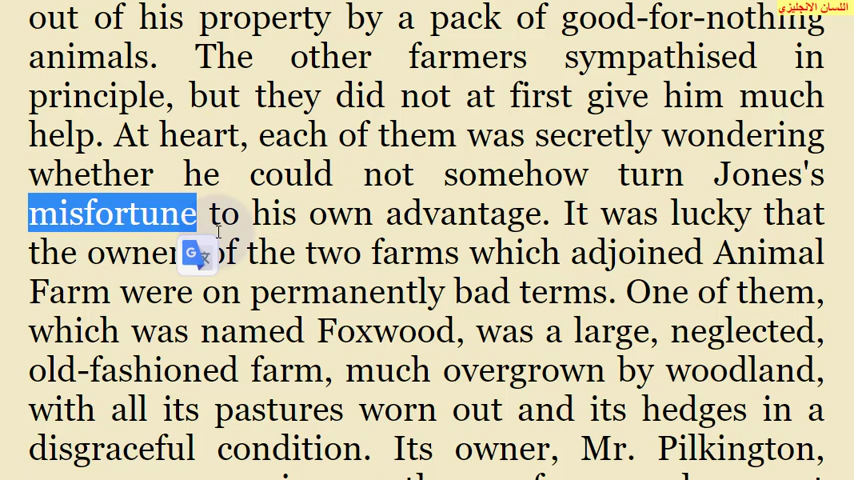 اللسان الانجليزي
out of his property by a pack of good-for-nothing
animals. The other farmers sympathised in
principle, but they did not at first give him much
help. At heart, each of them was secretly wondering
whether he could not somehow turn Jones's
misfortune to his own advantage. It was lucky that
the owners of the two farms which adjoined Animal
Farm were on permanently bad terms. One of them,
which was named Foxwood, was a large, neglected,
old-fashioned farm, much overgrown by woodland,
with all its pastures worn out and its hedges in a
disgraceful condition. Its owner, Mr. Pilkington,